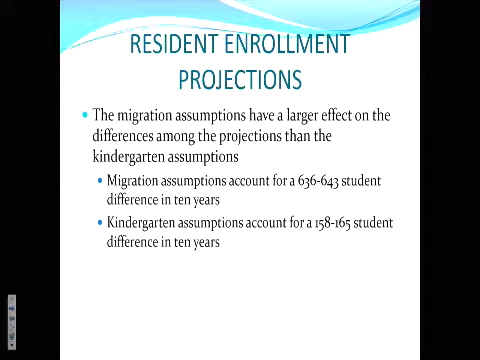 RESIDENT ENROLLMENT
PROJECTIONS
The migration assumptions have a larger effect on the
differences among the projections than the
kindergarten assumptions
Migration assumptions account for a 636-643 student
difference in ten years
Kindergarten assumptions account for a 158-165 student
difference in ten years